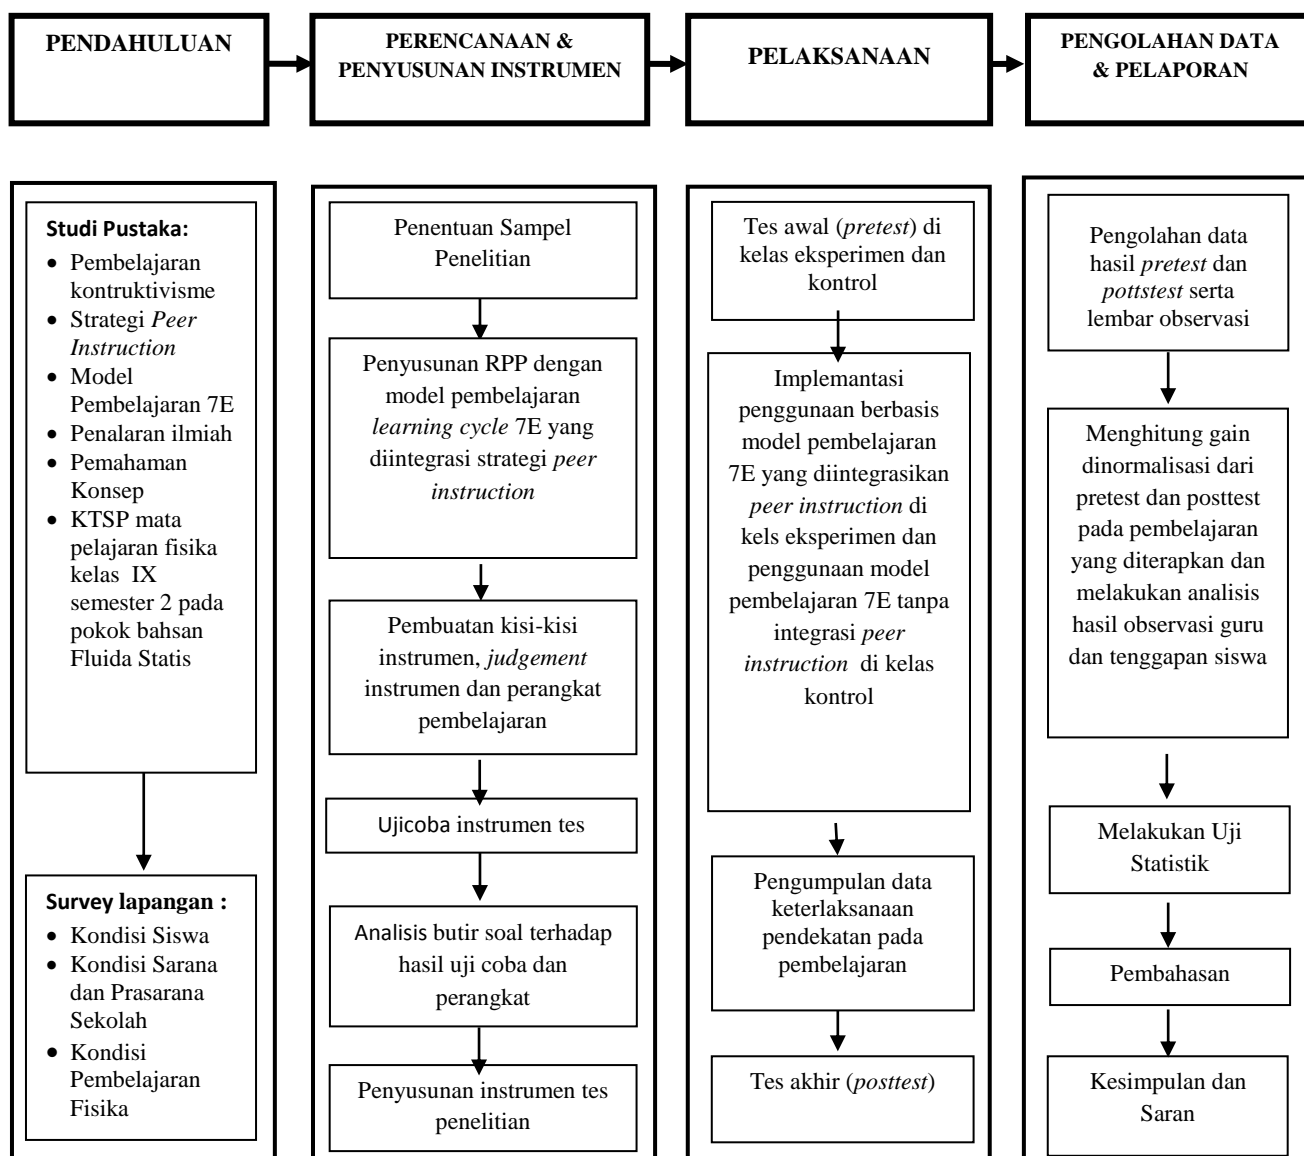 PENDAHULUAN
PERENCANAAN &
PENYUSUNAN INSTRUMEN
PELAKSANAAN
PENGOLAHAN DATA
& PELAPORAN
Studi Pustaka:
• Pembelajaran
kontruktivisme
• Strategi Peer
Instruction
• Model
Pembelajaran 7E
• Penalaran ilmiah
• Pemahaman
Konsep
• KTSP mata
pelajaran fisika
kelas IX
semester 2 pada
pokok bahsan
Fluida Statis
Survey lapangan :
• Kondisi Siswa
• Kondisi Sarana
dan Prasarana
Sekolah
• Kondisi
Pembelajaran
Fisika
Penentuan Sampel
Penelitian
Penyusunan RPP dengan
model pembelajaran
learning cycle 7E yang
diintegrasi strategi peer
instruction
Pembuatan kisi-kisi
instrumen, judgement
instrumen dan perangkat
pembelajaran
Ujicoba instrumen tes
Analisis butir soal terhadap
hasil uji coba dan
perangkat
Penyusunan instrumen tes
penelitian
Tes awal (pretest) di
kelas eksperimen dan
kontrol
Implemantasi
penggunaan berbasis
model pembelajaran
7E yang diintegrasikan
peer instruction di
kels eksperimen dan
penggunaan model
pembelajaran 7E tanpa
integrasi peer
instruction di kelas
kontrol
Pengumpulan data
keterlaksanaan
pendekatan pada
pembelajaran
Tes akhir (posttest)
Pengolahan data
hasil pretest dan
pottstest serta
lembar observasi
Menghitung gain
dinormalisasi dari
pretest dan posttest
pada pembelajaran
yang diterapkan dan
melakukan analisis
hasil observasi guru
dan tenggapan siswa
Melakukan Uji
Statistik
Pembahasan
Kesimpulan dan
Saran